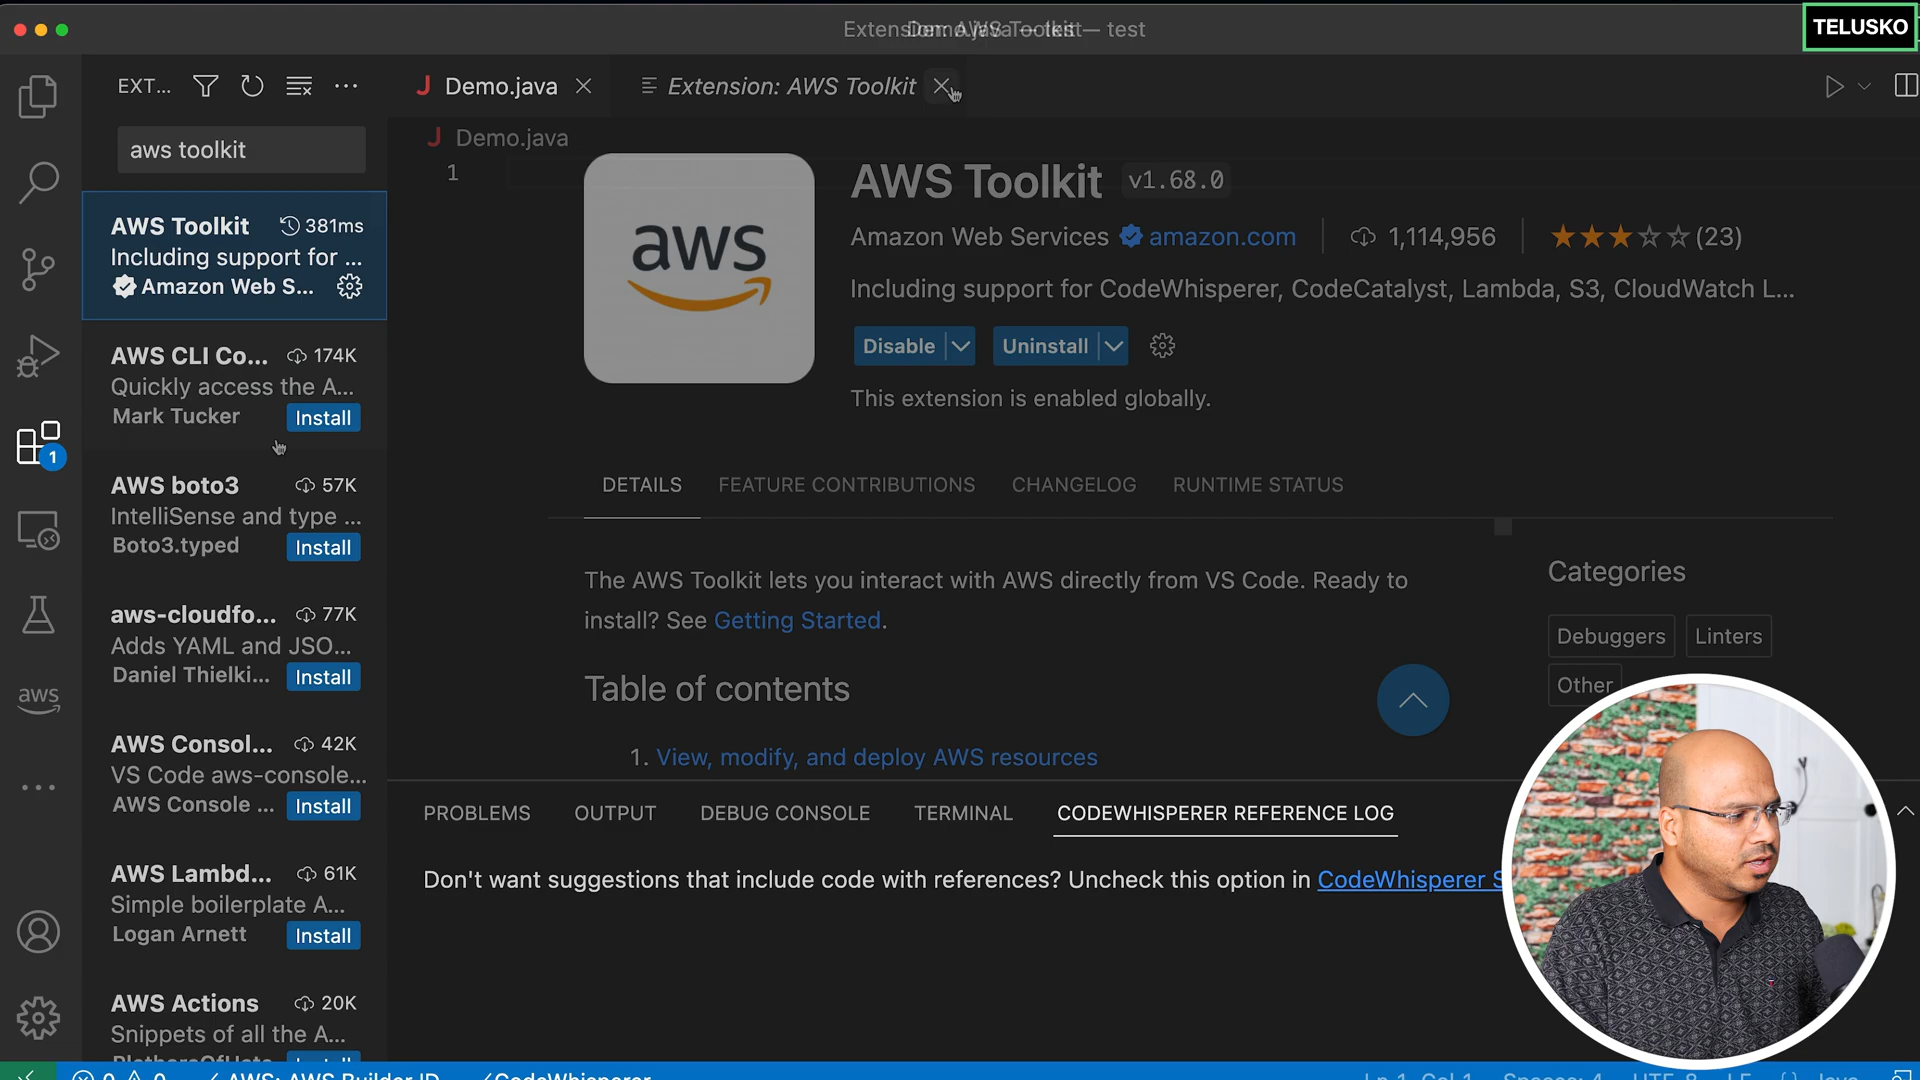 TELUSKO
EXT...
Demo.java
Extension: AWS Toolkit
aws toolkit
AWS Toolkit 381ms
Including support for ...
Amazon Web S...
AWS CLI Co... 174K
Quickly access the A...
Mark Tucker Install
AWS boto3 57K
IntelliSense and type ...
Boto3.typed Install
aws-cloudfo... 77K
Adds YAML and JSO...
Daniel Thielki... Install
AWS Consol... 42K
VS Code aws-console...
AWS Console ... Install
AWS Lambd... 61K
Simple boilerplate A...
Logan Arnett Install
AWS Actions 20K
Snippets of all the A...
1
aws
Demo.java
1
aws
AWS Toolkit v1.68.0
Amazon Web Services amazon.com 1,114,956 (23)
Including support for CodeWhisperer, CodeCatalyst, Lambda, S3, CloudWatch L...
Disable Uninstall
This extension is enabled globally.
DETAILS FEATURE CONTRIBUTIONS CHANGELOG RUNTIME STATUS
The AWS Toolkit lets you interact with AWS directly from VS Code. Ready to
install? See Getting Started.
Table of contents
1. View, modify, and deploy AWS resources
Categories
Debuggers Linters
Other
PROBLEMS OUTPUT DEBUG CONSOLE TERMINAL CODEWHISPERER REFERENCE LOG
Don't want suggestions that include code with references? Uncheck this option in CodeWhisperer S
AWS: AWS Builder ID CodeWhisperer